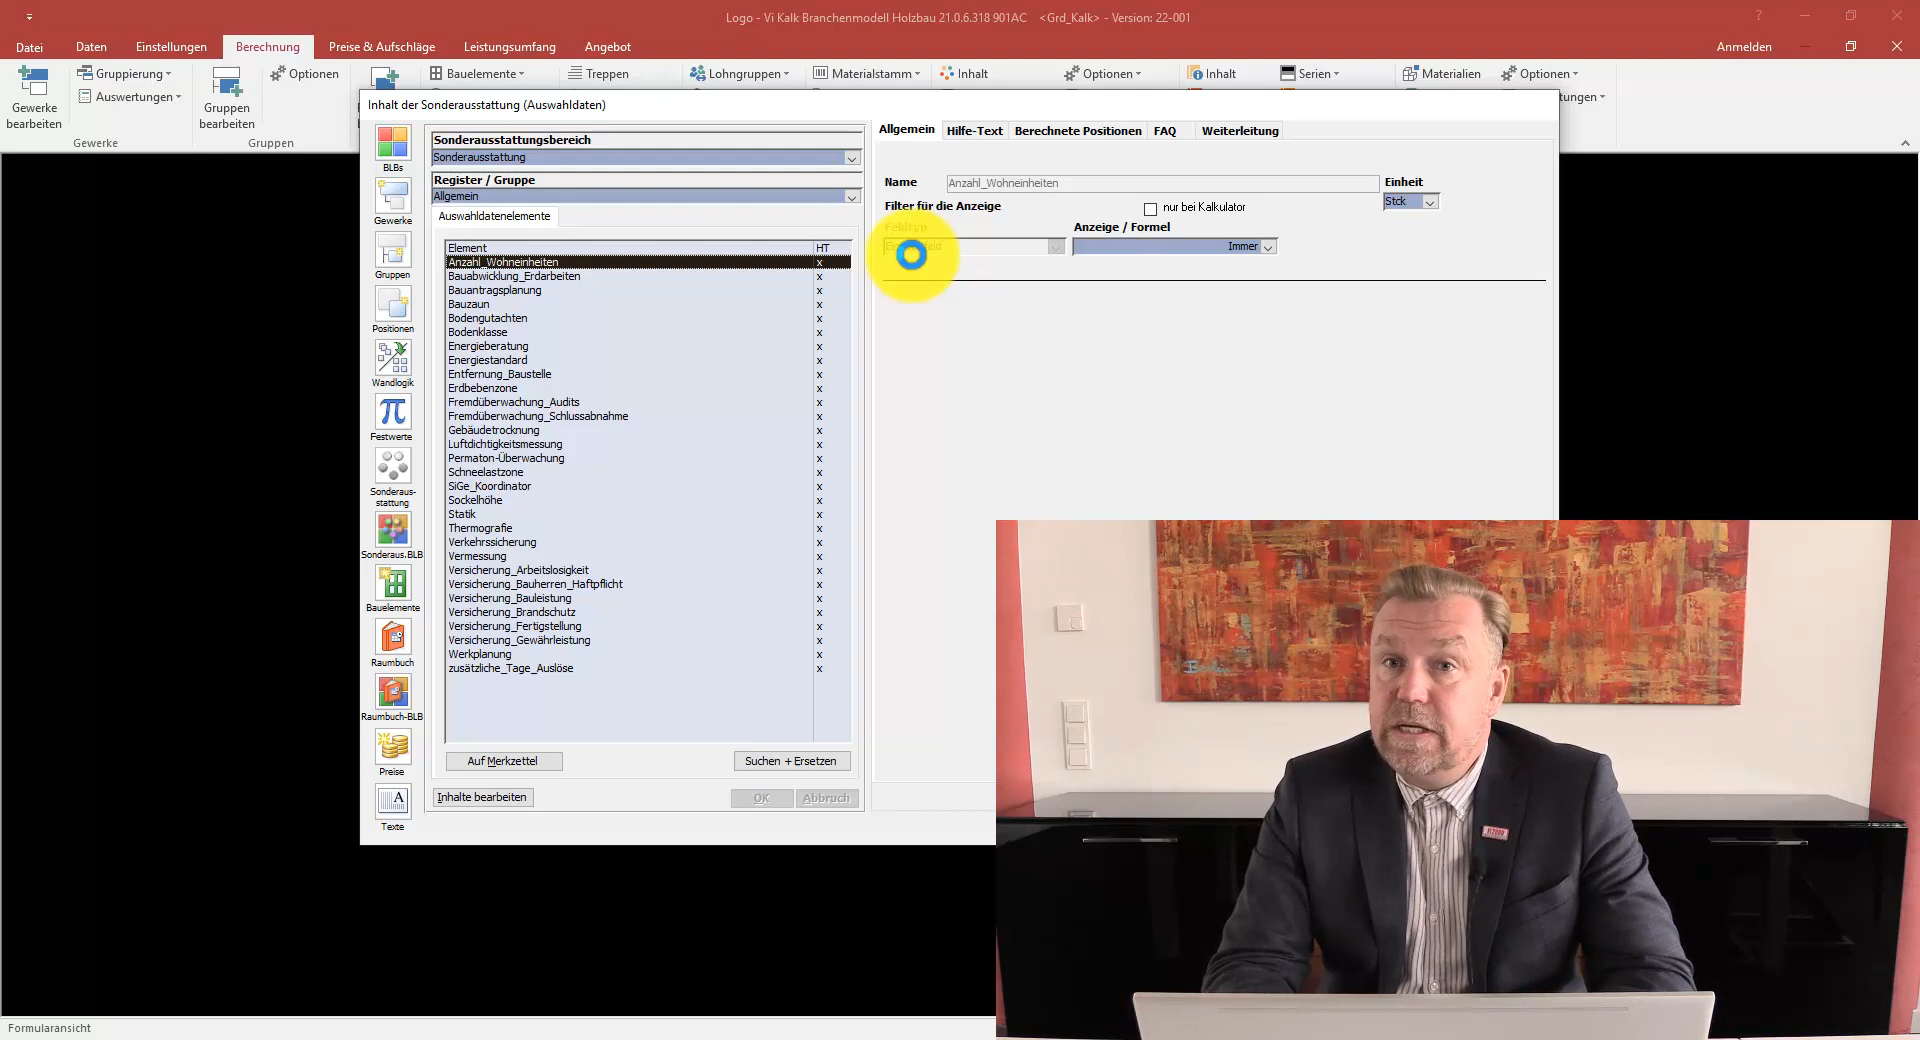 Logo - Vi Kalk Branchenmodell Holzbau 21.0.6.318 901AC <Grd_Kalk> - Version: 22-001
Datei Daten Einstellungen Berechnung Preise & Aufschläge Leistungsumfang Angebot Anmelden
Gruppierung Optionen Bauelemente Treppen Lohngruppen Materialstamm Inhalt Optionen Inhalt Serien Materialien Optionen
Auswertungen
Gewerke bearbeiten
Gruppen bearbeiten
Gewerke Gruppen
Inhalt der Sonderausstattung (Auswahldaten)
BLBs
Gewerke
Gruppen
Positionen
Wandlogik
Festwerte
Sonderaus-
stattung
Sonderaus.BLB
Bauelemente
Raumbuch
Raumbuch-BLB
Preise
Texte
Sonderausstattungsbereich
Sonderausstattung
Register / Gruppe
Allgemein
Auswahldatenelemente
Element HT
Anzahl_Wohneinheiten x
Bauabwicklung_Erdarbeiten x
Bauantragsplanung x
Bauzaun x
Bodengutachten x
Bodenklasse x
Energieberatung x
Energiestandard x
Entfernung_Baustelle x
Erdbebenzone x
Fremdüberwachung_Audits x
Fremdüberwachung_Schlussabnahme x
Gebäudetrocknung x
Luftdichtigkeitsmessung x
Permaton-Überwachung x
Schneelastzone x
SiGe_Koordinator x
Sockelhöhe x
Statik x
Thermografie x
Verkehrssicherung x
Vermessung x
Versicherung_Arbeitslosigkeit x
Versicherung_Bauherren_Haftpflicht x
Versicherung_Bauleistung x
Versicherung_Brandschutz x
Versicherung_Fertigstellung x
Versicherung_Gewährleistung x
Werkplanung x
zusätzliche_Tage_Auslöse x
Auf Merkzettel Suchen + Ersetzen
Inhalte bearbeiten OK Abbruch
Allgemein Hilfe-Text Berechnete Positionen FAQ Weiterleitung
Name Anzahl_Wohneinheiten Einheit
Stck
Filter für die Anzeige nur bei Kalkulator
Feldtyp Anzeige / Formel
Immer
Formularansicht